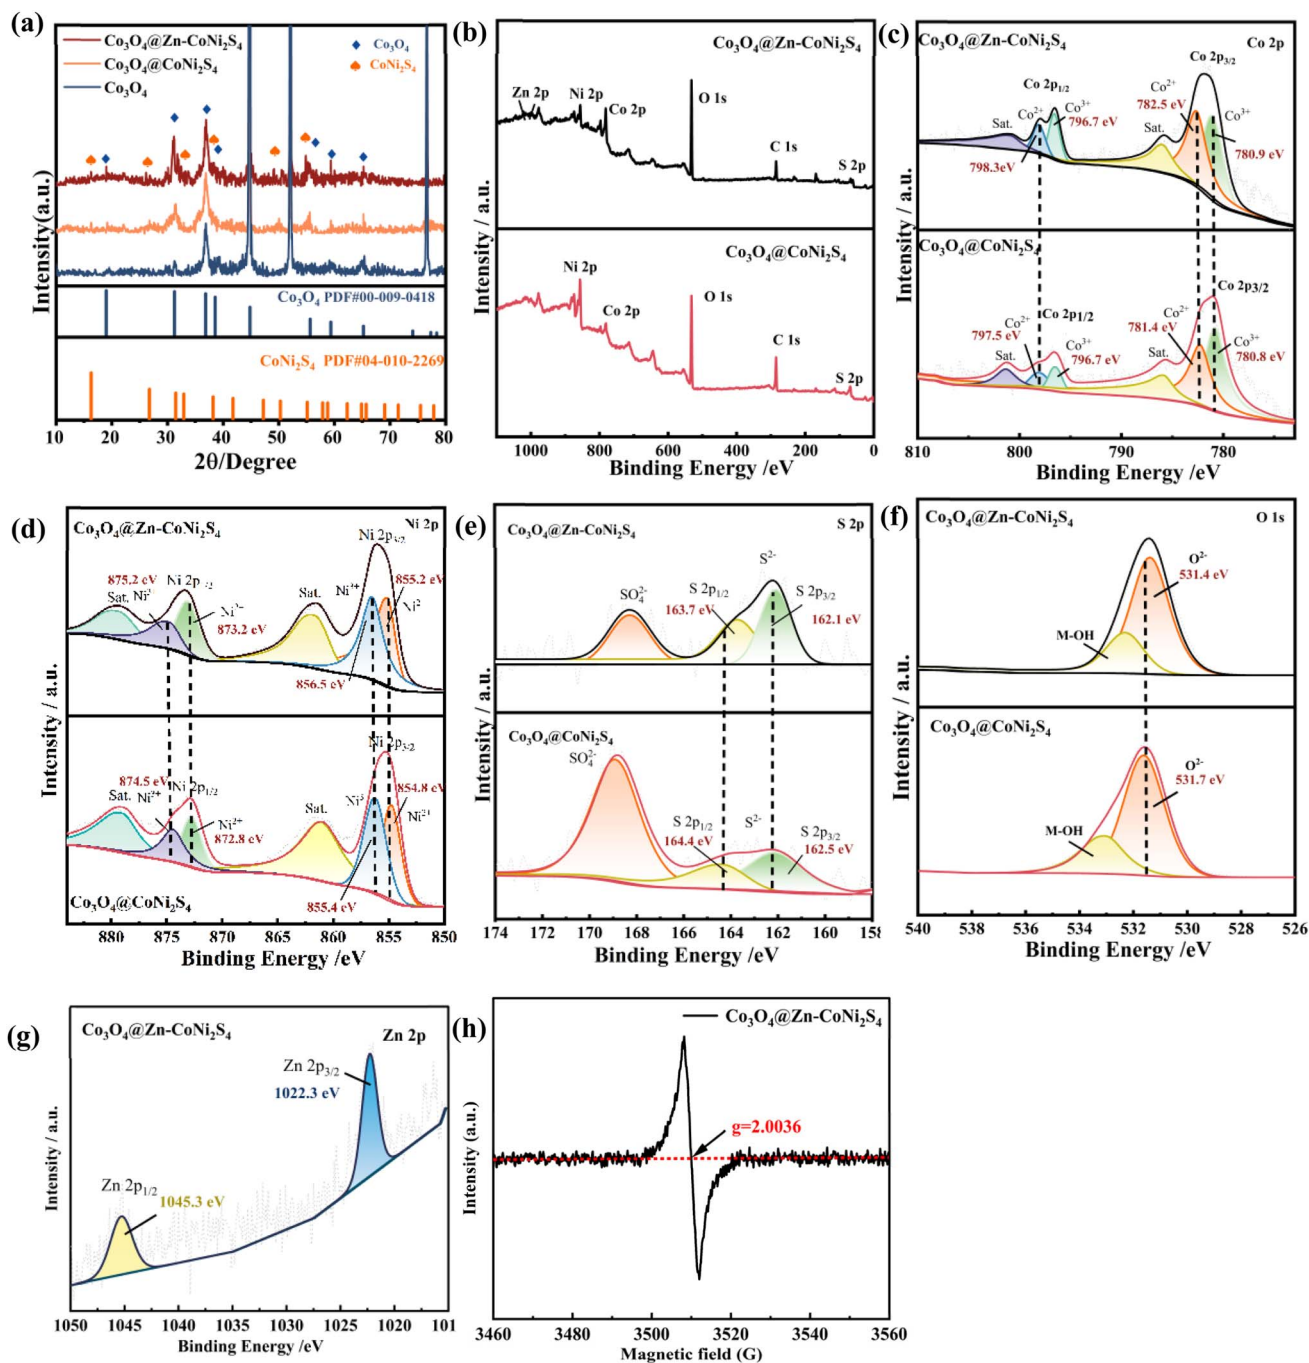 (a)
Co₃O₄@Zn-CoNi₂S₄
Co₃O₄@CoNi₂S₄
Co₃O₄
Co₃O₄
CoNi₂S₄
Co₃O₄ PDF#00-009-0418
CoNi₂S₄ PDF#04-010-2269
Intensity(a.u.)
10 20 30 40 50 60 70 80
2θ/Degree
(b)
Co₃O₄@Zn-CoNi₂S₄
Zn 2p
Ni 2p
Co 2p
O 1s
C 1s
S 2p
Co₃O₄@CoNi₂S₄
Ni 2p
Co 2p
O 1s
C 1s
S 2p
Intensity / a.u.
1000 800 600 400 200 0
Binding Energy /eV
(c)
Co₃O₄@Zn-CoNi₂S₄
Co 2p
Co 2p₃/₂
Co 2p₁/₂
Co²⁺
Co³⁺
796.7 eV
Sat.
798.3eV
Co²⁺
782.5 eV
Sat.
Co³⁺
780.9 eV
Co₃O₄@CoNi₂S₄
Co 2p3/2
Co²⁺
Co 2p1/2
797.5 eV
Co³⁺
796.7 eV
Sat.
Co²⁺
781.4 eV
Sat.
Co³⁺
780.8 eV
Intensity / a.u.
810 800 790 780
Binding Energy /eV
(d)
Co₃O₄@Zn-CoNi₂S₄
Ni 2p
Ni 2p₃/₂
875.2 eV
Sat.
873.2 eV
Sat.
Ni³⁺
855.2 eV
856.5 eV
Ni 2p₃/₂
874.5 eV
Ni 2p₁/₂
Sat.
Ni³⁺
Ni²⁺
872.8 eV
Sat.
854.8 eV
855.4 eV
Co₃O₄@CoNi₂S₄
Intensity / a.u.
880 875 870 865 860 855 850
Binding Energy /eV
(e)
Co₃O₄@Zn-CoNi₂S₄
S 2p
S²⁻
SO₄²⁻
S 2p₁/₂
163.7 eV
S 2p₃/₂
162.1 eV
Co₃O₄@CoNi₂S₄
SO₄²⁻
S 2p₁/₂
164.4 eV
S²⁻
S 2p₃/₂
162.5 eV
Intensity / a.u.
174 172 170 168 166 164 162 160 158
Binding Energy /eV
(f)
Co₃O₄@Zn-CoNi₂S₄
O 1s
O²⁻
531.4 eV
M-OH
Co₃O₄@CoNi₂S₄
O²⁻
531.7 eV
M-OH
Intensity / a.u.
540 538 536 534 532 530 528 526
Binding Energy /eV
(g)
Co₃O₄@Zn-CoNi₂S₄
Zn 2p
Zn 2p₃/₂
1022.3 eV
Zn 2p₁/₂
1045.3 eV
Intensity / a.u.
1050 1045 1040 1035 1030 1025 1020 101
Binding Energy /eV
(h)
Co₃O₄@Zn-CoNi₂S₄
g=2.0036
Intensity (a.u.)
3460 3480 3500 3520 3540 3560
Magnetic field (G)